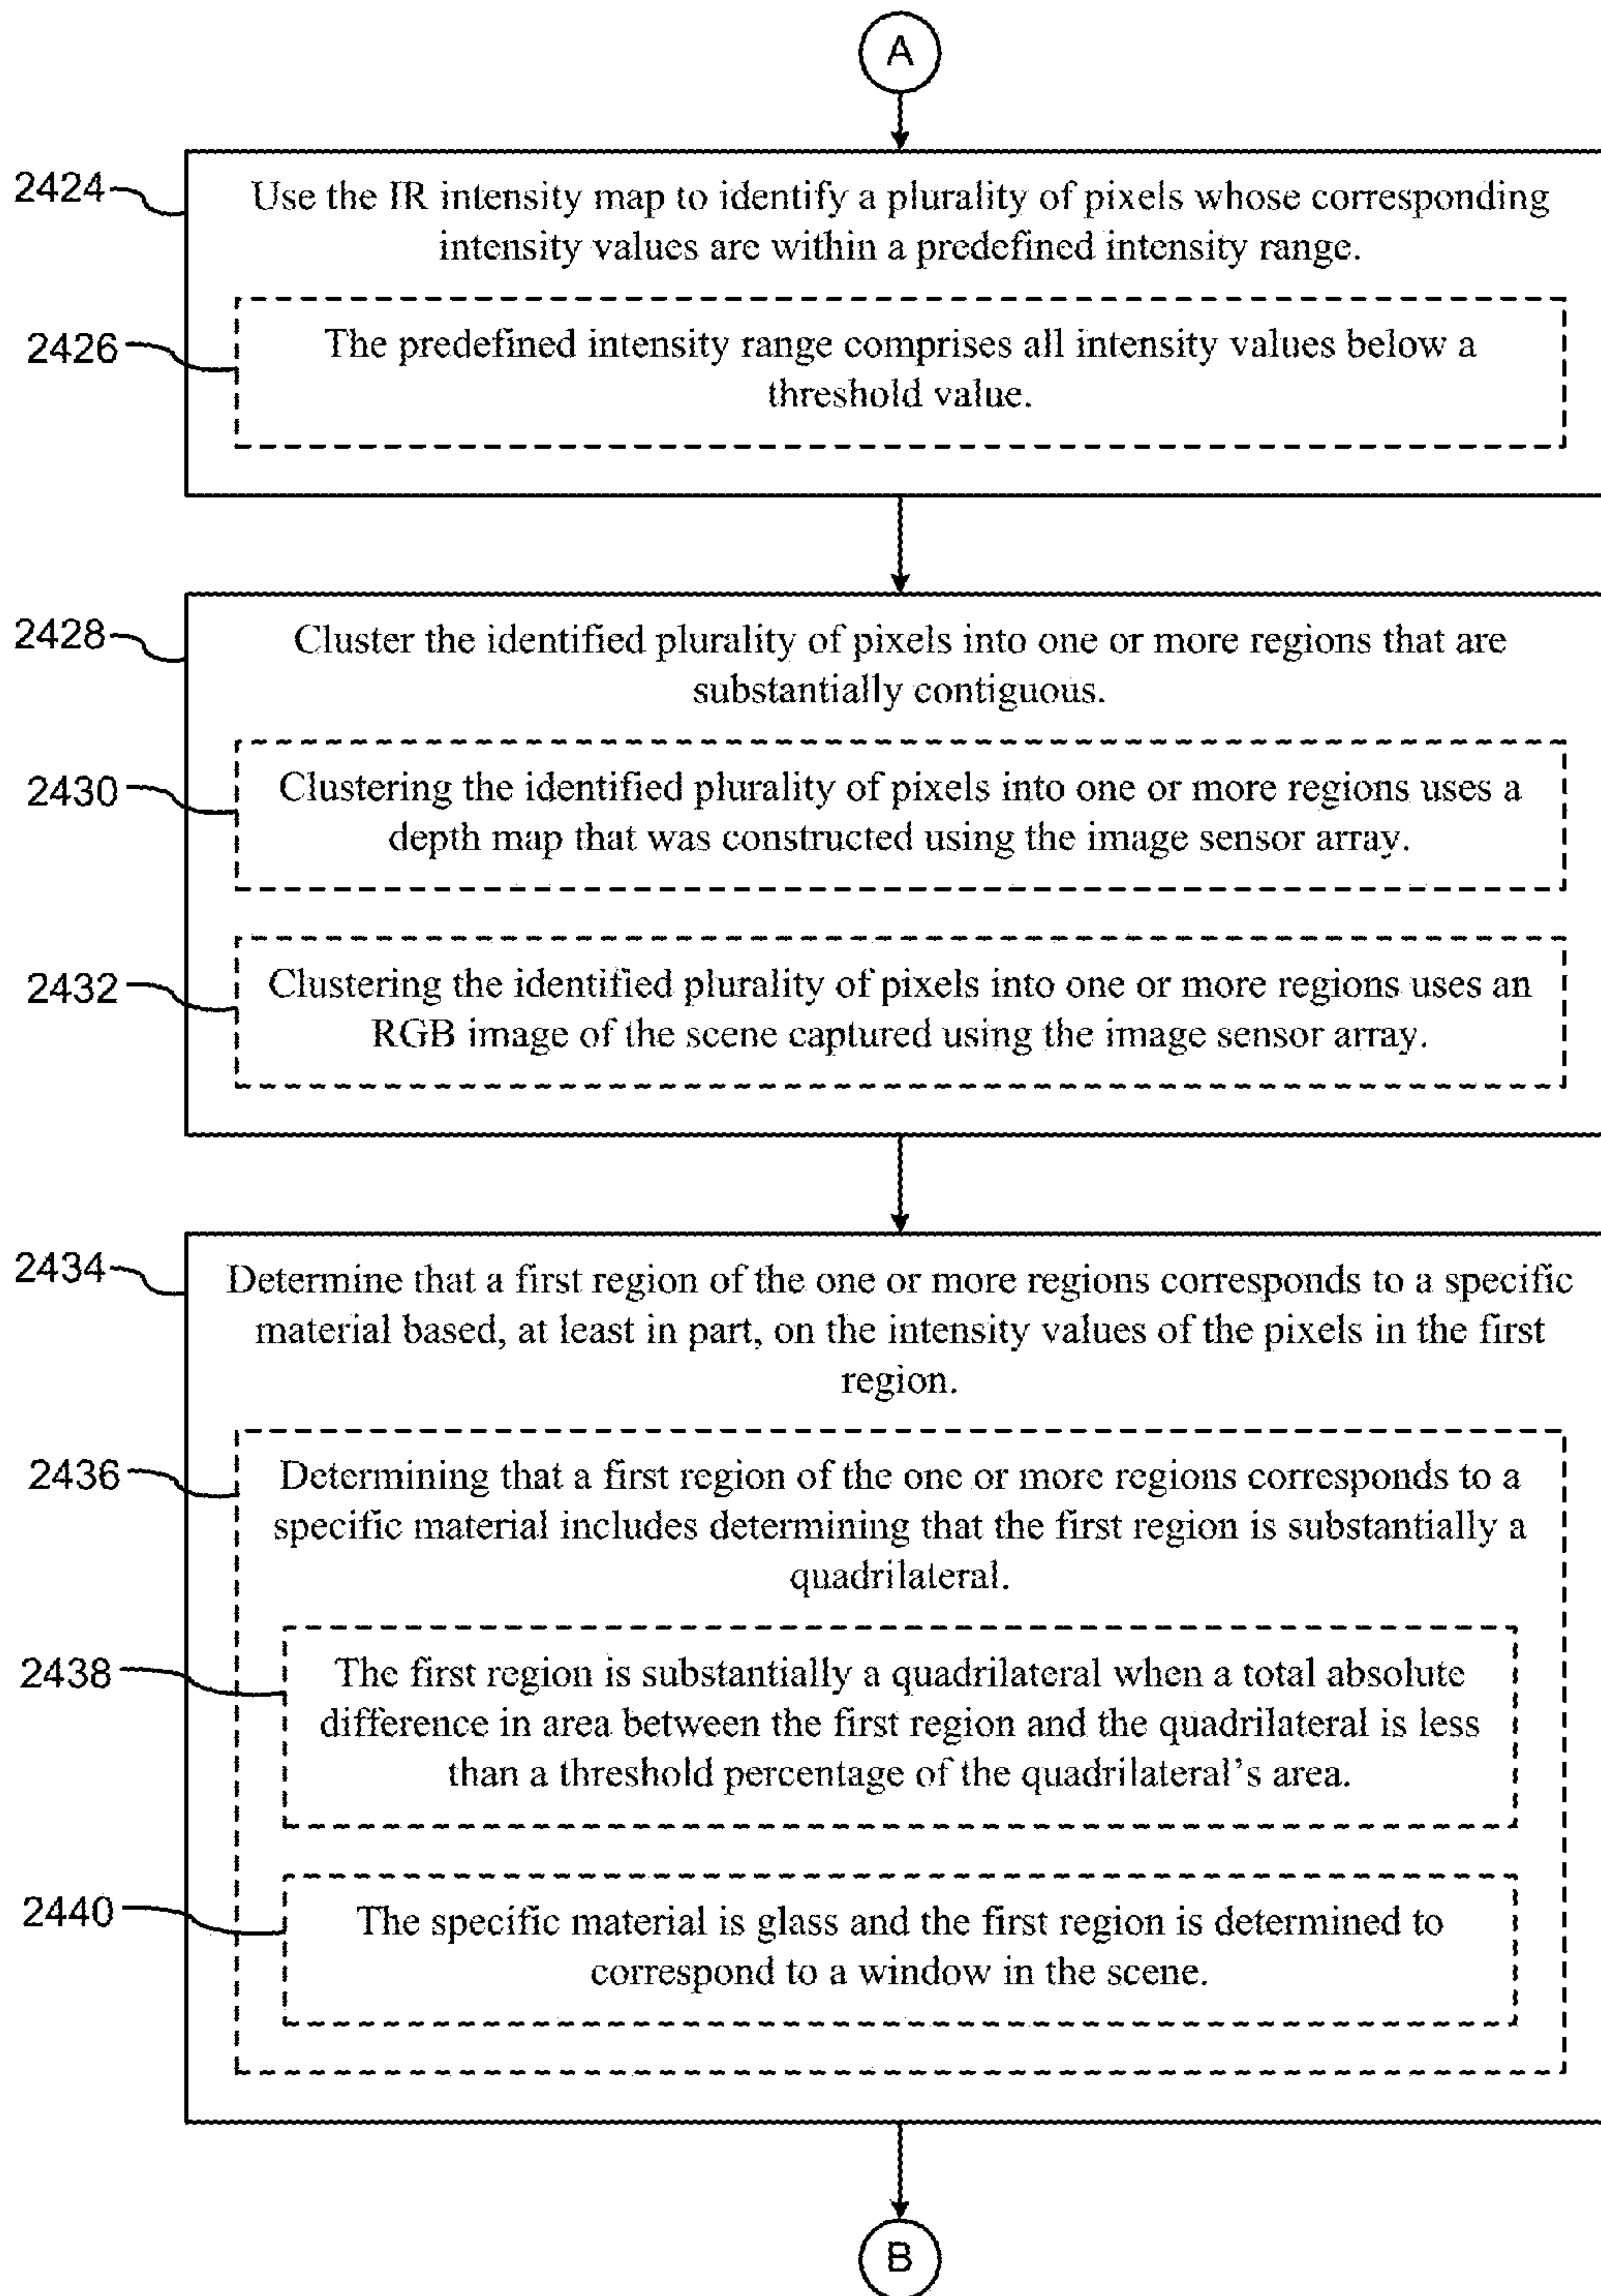 A
2424
Use the IR intensity map to identify a plurality of pixels whose corresponding
intensity values are within a predefined intensity range.
2426
The predefined intensity range comprises all intensity values below a
threshold value.
2428
Cluster the identified plurality of pixels into one or more regions that are
substantially contiguous.
2430
Clustering the identified plurality of pixels into one or more regions uses a
depth map that was constructed using the image sensor array.
2432
Clustering the identified plurality of pixels into one or more regions uses an
RGB image of the scene captured using the image sensor array.
2434
Determine that a first region of the one or more regions corresponds to a specific
material based, at least in part, on the intensity values of the pixels in the first
region.
2436
Determining that a first region of the one or more regions corresponds to a
specific material includes determining that the first region is substantially a
quadrilateral.
2438
The first region is substantially a quadrilateral when a total absolute
difference in area between the first region and the quadrilateral is less
than a threshold percentage of the quadrilateral's area.
2440
The specific material is glass and the first region is determined to
correspond to a window in the scene.
B